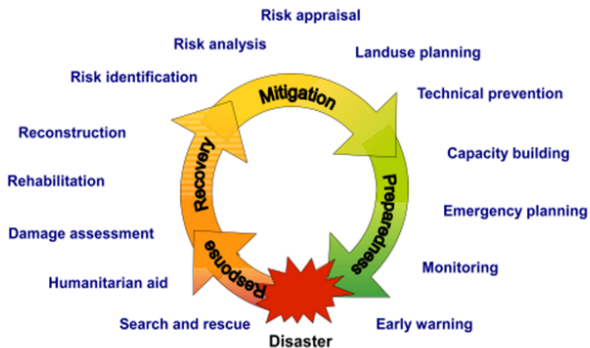 Risk appraisal
Risk analysis
Landuse planning
Risk identification
Mitigation
Technical prevention
Reconstruction
Capacity building
Recovery
Preparedness
Rehabilitation
Emergency planning
Damage assessment
Response
Monitoring
Humanitarian aid
Search and rescue
Early warning
Disaster